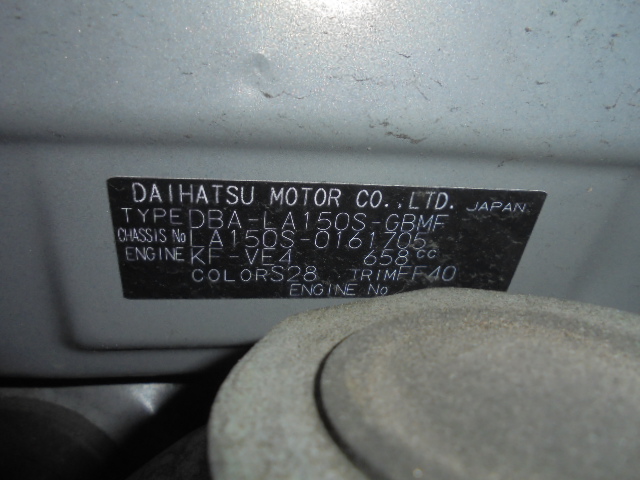 DAIHATSU MOTOR CO.,LTD. JAPAN
TYPE DBA-LA150S-GBMF
CHASSIS No LA150S-0161705
ENGINE KF-VE4 658 CC
COLOR S28 TRIM FF40
ENGINE No